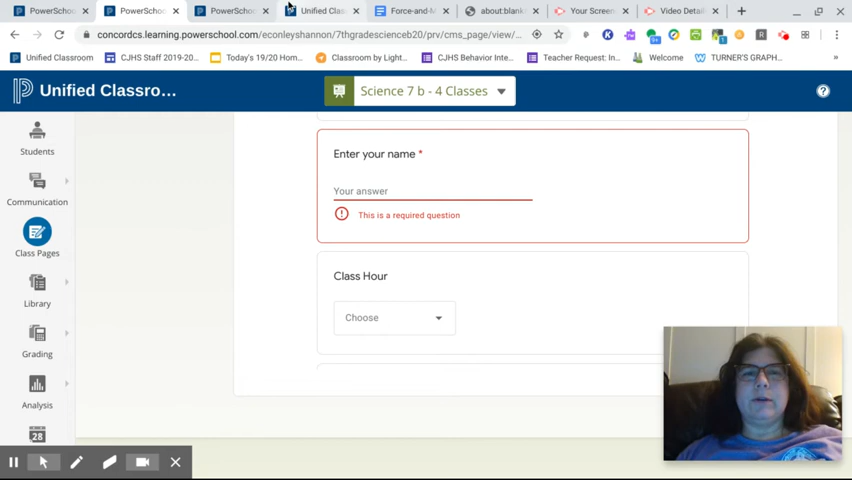 PowerSchoo
PowerSchoo
PowerSchoo
Unified Clas
Force-and-M
about:blank
Your Screen
Video Detai
concordcs.learning.powerschool.com/econleyshannon/7thgradescienceb20/prv/cms_page/view/...
Unified Classroom
CJHS Staff 2019-20...
Today's 19/20 Hom...
Classroom by Light...
CJHS Behavior Inte...
Teacher Request: In...
Welcome
TURNER'S GRAPH...
»
Unified Classro...
Science 7 b - 4 Classes
?
Students
Communication
Class Pages
Library
Grading
Analysis
28
Enter your name *
Your answer
This is a required question
Class Hour
Choose